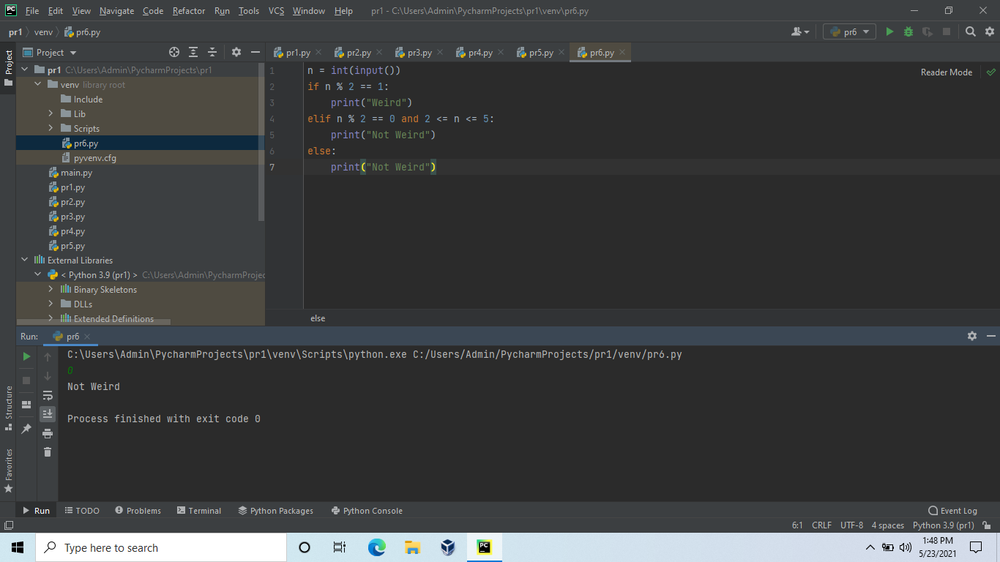 PC File Edit View Navigate Code Refactor Run Tools VCS Window Help pr1 - C:\Users\Admin\PycharmProjects\pr1\venv\pr6.py
pr1 venv pr6.py pr6
Project pr1.py pr2.py pr3.py pr4.py pr5.py pr6.py
Project
pr1 C:\Users\Admin\PycharmProjects\pr1
venv library root
Include
Lib
Scripts
pr6.py
pyvenv.cfg
main.py
pr1.py
pr2.py
pr3.py
pr4.py
pr5.py
External Libraries
< Python 3.9 (pr1) > C:\Users\Admin\PycharmProjec
Binary Skeletons
DLLs
Extended Definitions
Reader Mode
1 n = int(input())
2 if n % 2 == 1:
3     print("Weird")
4 elif n % 2 == 0 and 2 <= n <= 5:
5     print("Not Weird")
6 else:
7     print("Not Weird")
else
Run: pr6
C:\Users\Admin\PycharmProjects\pr1\venv\Scripts\python.exe C:/Users/Admin/PycharmProjects/pr1/venv/pr6.py
0
Not Weird
Process finished with exit code 0
Structure
Favorites
Run TODO Problems Terminal Python Packages Python Console Event Log
6:1 CRLF UTF-8 4 spaces Python 3.9 (pr1)
Type here to search PC
1:48 PM
5/23/2021